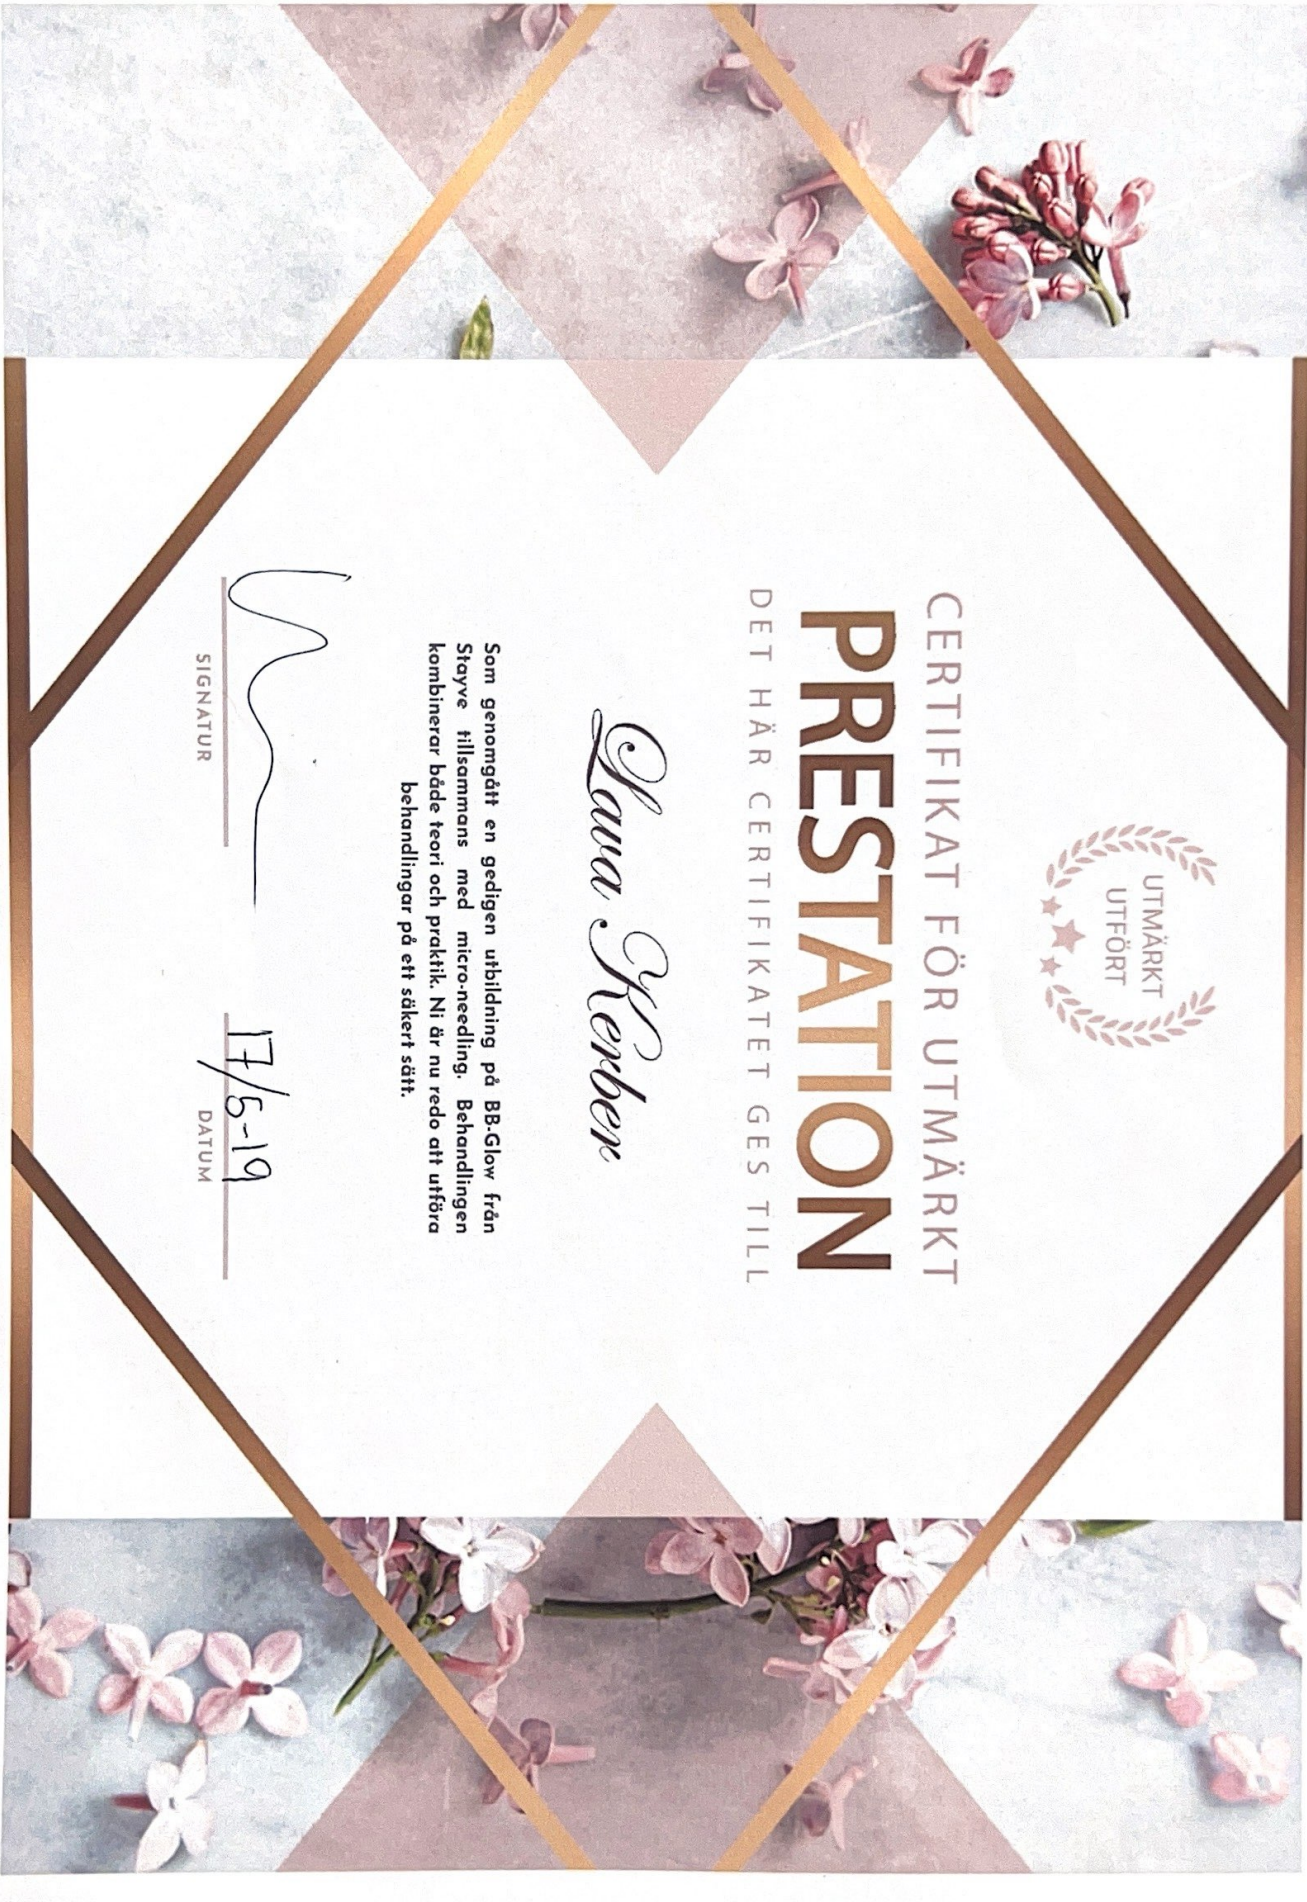 UTMÄRKT
UTFÖRT
CERTIFIKAT FÖR UTMÄRKT
PRESTATION
DET HÄR CERTIFIKATET GES TILL
Lava Kerber
Som genomgått en gedigen utbildning på BB-Glow från
Stayve tillsammans med micro-needling. Behandlingen
kombinerar både teori och praktik. Ni är nu redo att utföra
behandlingar på ett säkert sätt.
17/5-19
SIGNATUR
DATUM